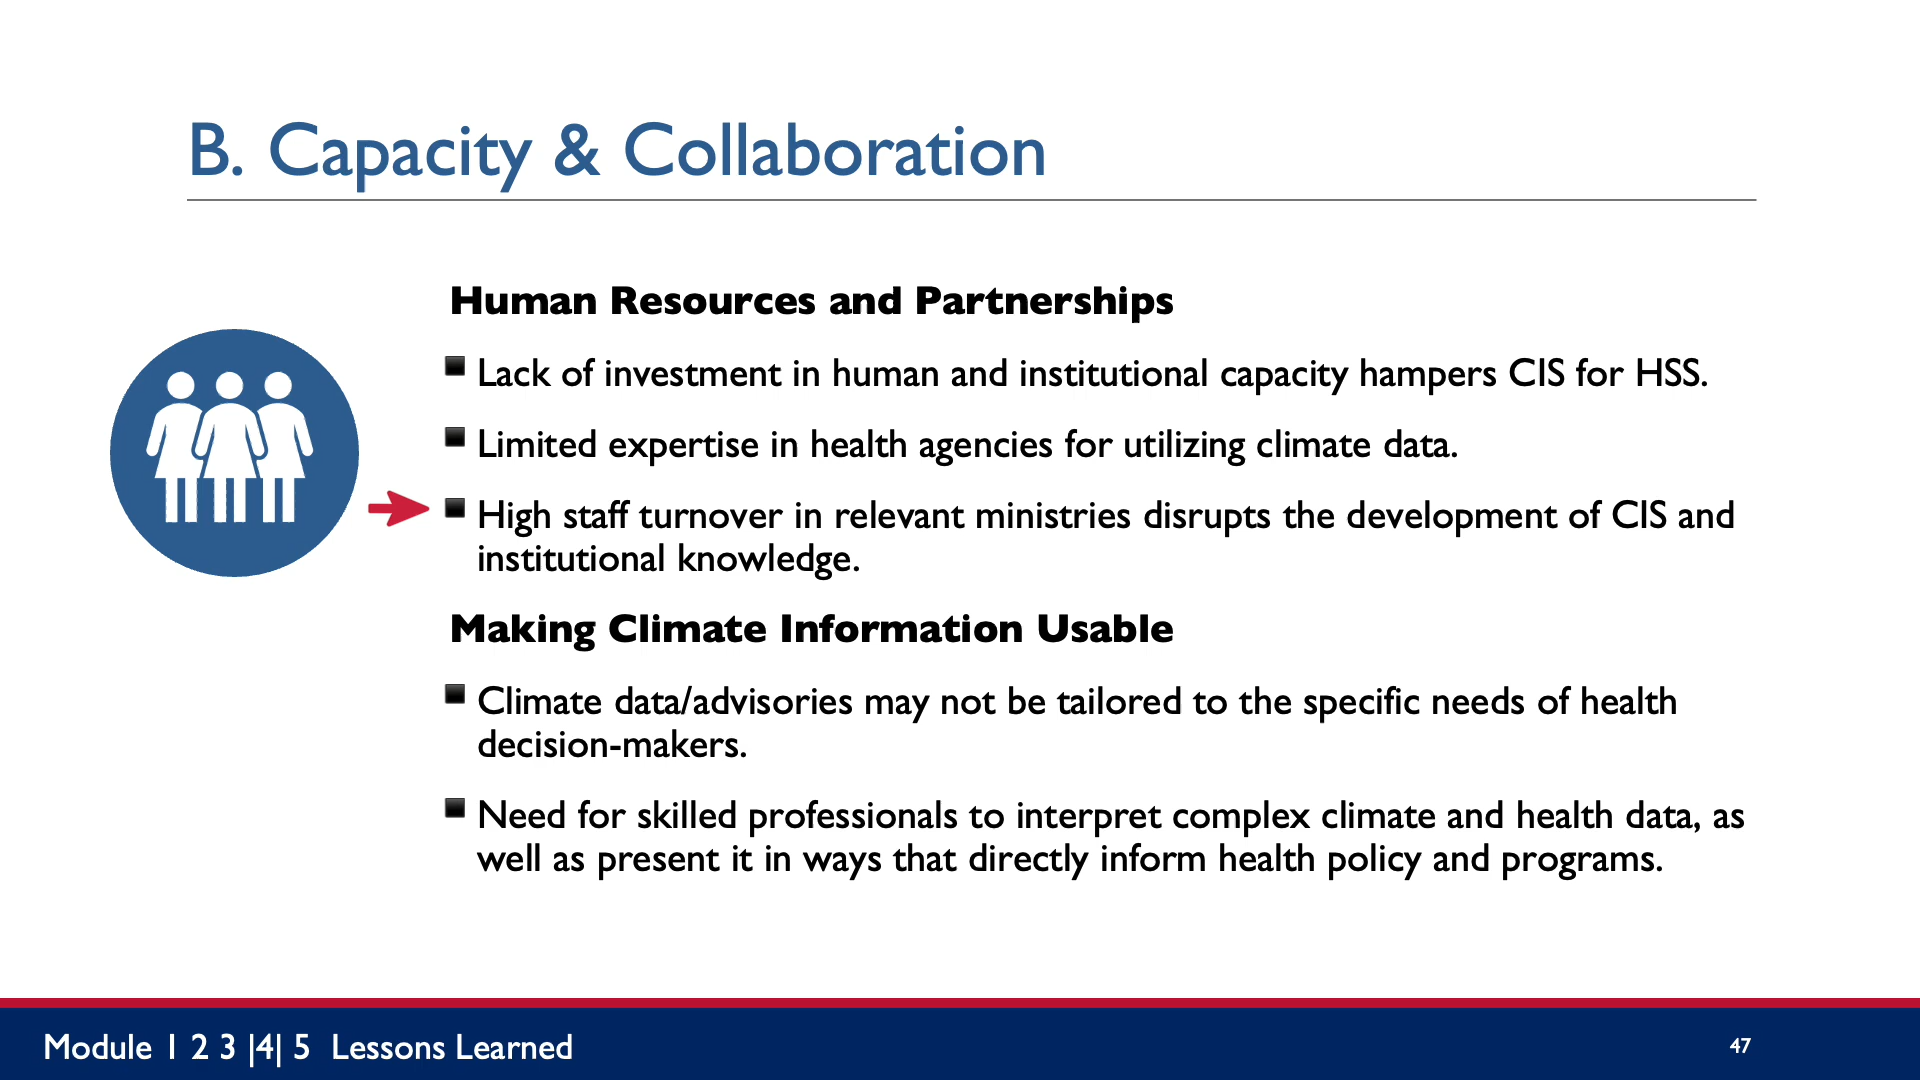 B. Capacity & Collaboration
Human Resources and Partnerships
Lack of investment in human and institutional capacity hampers CIS for HSS.
Limited expertise in health agencies for utilizing climate data.
High staff turnover in relevant ministries disrupts the development of CIS and
institutional knowledge.
Making Climate Information Usable
Climate data/advisories may not be tailored to the specific needs of health
decision-makers.
Need for skilled professionals to interpret complex climate and health data, as
well as present it in ways that directly inform health policy and programs.
Module 1 2 3 |4| 5 Lessons Learned
47